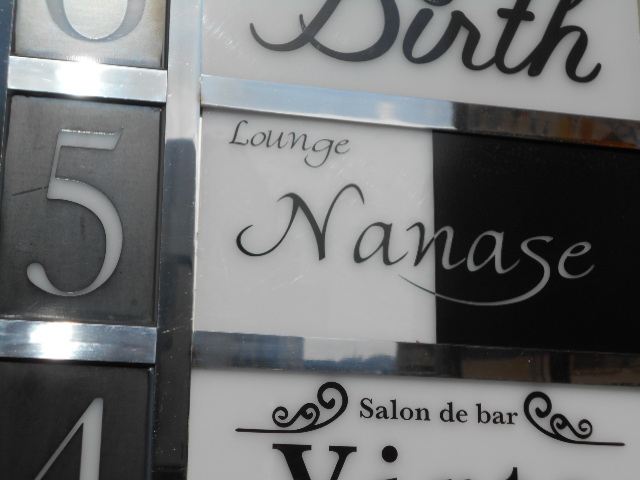 6
Birth
5
Lounge
Nanase
4
Salon de bar